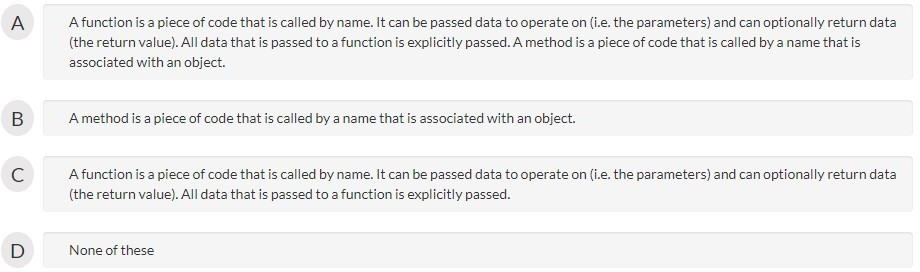 A
A function is a piece of code that is called by name. It can be passed data to operate on (i.e. the parameters) and can optionally return data
(the return value). All data that is passed to a function is explicitly passed. A method is a piece of code that is called by a name that is
associated with an object.
B
A method is a piece of code that is called by a name that is associated with an object.
C
A function is a piece of code that is called by name. It can be passed data to operate on (i.e. the parameters) and can optionally return data
(the return value). All data that is passed to a function is explicitly passed.
D
None of these